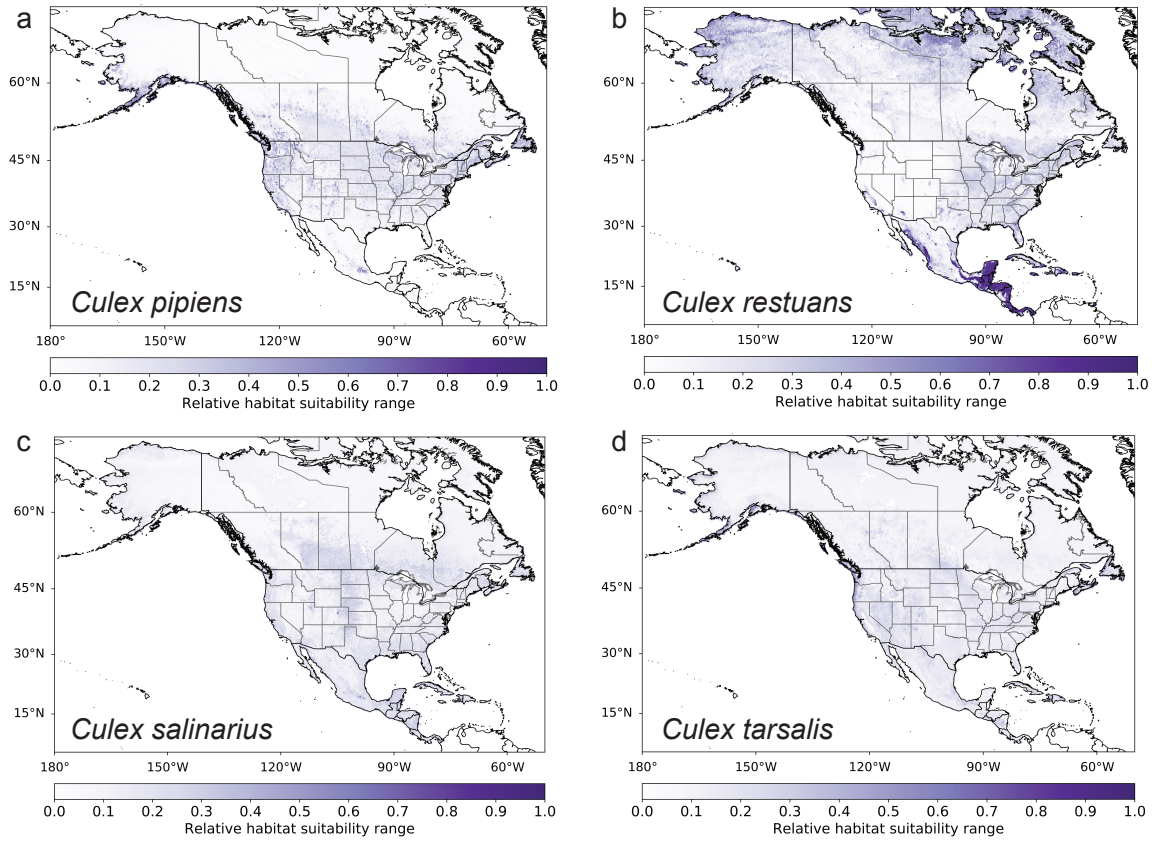 a
60°N
45°N
30°N
15°N
Culex pipiens
180°
150°W
120°W
90°W
60°W
0.0 0.1 0.2 0.3 0.4 0.5 0.6 0.7 0.8 0.9 1.0
Relative habitat suitability range
b
60°N
45°N
30°N
15°N
Culex restuans
180°
150°W
120°W
90°W
60°W
0.0 0.1 0.2 0.3 0.4 0.5 0.6 0.7 0.8 0.9 1.0
Relative habitat suitability range
c
60°N
45°N
30°N
15°N
Culex salinarius
180°
150°W
120°W
90°W
60°W
0.0 0.1 0.2 0.3 0.4 0.5 0.6 0.7 0.8 0.9 1.0
Relative habitat suitability range
d
60°N
45°N
30°N
15°N
Culex tarsalis
180°
150°W
120°W
90°W
60°W
0.0 0.1 0.2 0.3 0.4 0.5 0.6 0.7 0.8 0.9 1.0
Relative habitat suitability range